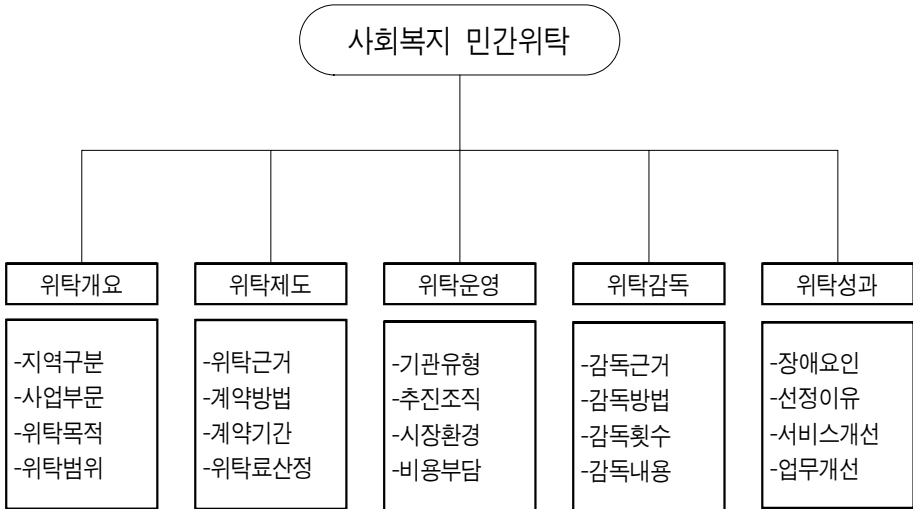 사회복지 민간위탁
위탁개요
-지역구분
-사업부문
-위탁목적
-위탁범위
위탁제도
-위탁근거
-계약방법
-계약기간
-위탁료산정
위탁운영
-기관유형
-추진조직
-시장환경
-비용부담
위탁감독
-감독근거
-감독방법
-감독횟수
-감독내용
위탁성과
-장애요인
-선정이유
-서비스개선
-업무개선